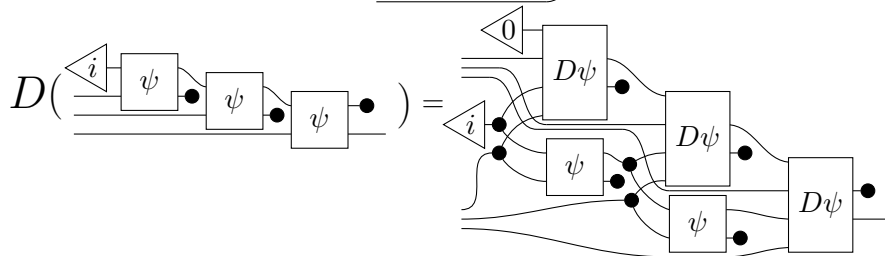 D( i ψ ψ ψ ) = 0 Dψ i ψ Dψ ψ Dψ